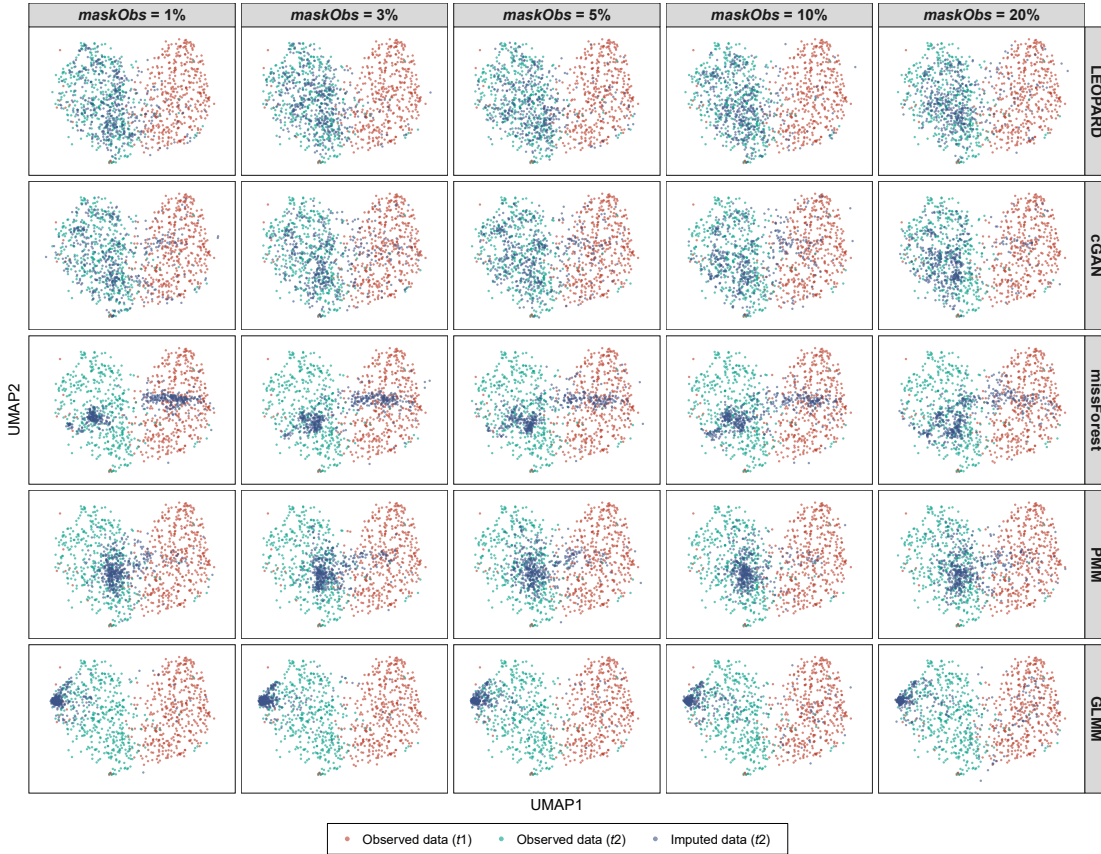 maskObs = 1%
maskObs = 3%
maskObs = 5%
maskObs = 10%
maskObs = 20%
LEOPARD
cGAN
missForest
PMM
GLMM
UMAP2
UMAP1
Observed data (t1)
Observed data (t2)
Imputed data (t2)